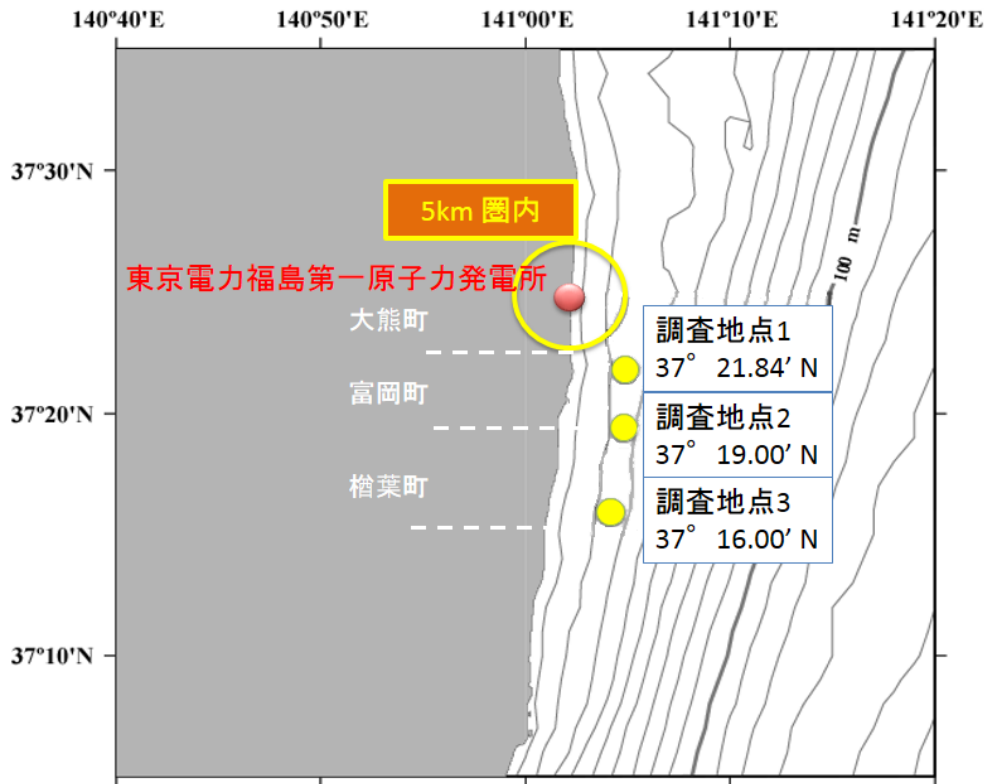 140°40'E 140°50'E 141°00'E 141°10'E 141°20'E
37°30'N
5km 圏内
東京電力福島第一原子力発電所
100 m
大熊町
調査地点1
37° 21.84’ N
富岡町
37°20'N
調査地点2
37° 19.00’ N
楢葉町
調査地点3
37° 16.00’ N
37°10'N